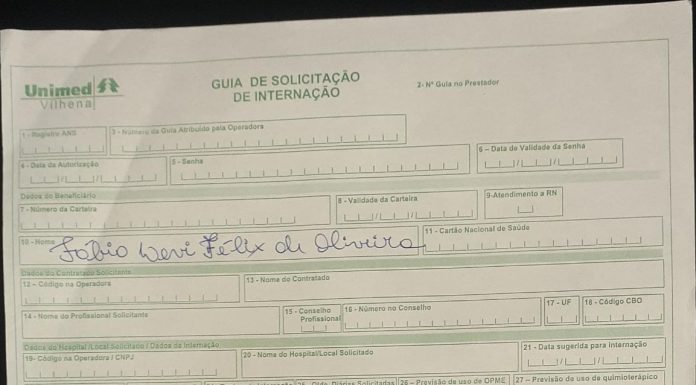 Unimed
Vilhena
GUIA DE SOLICITAÇÃO
DE INTERNAÇÃO
2- Nº Guia no Prestador
1 - Registro ANS
3 - Número da Guia Atribuído pela Operadora
4 - Data da Autorização
5 - Senha
6 – Data de Validade da Senha
Dados do Beneficiário
7 - Número da Carteira
8 - Validade da Carteira
9-Atendimento a RN
10 - Nome Fábio Devi Félix de Oliveira
11 - Cartão Nacional de Saúde
Dados do Contratado Solicitante
12 – Código na Operadora
13 - Nome do Contratado
14 - Nome do Profissional Solicitante
15 - Conselho
Profissional
16 - Número no Conselho
17 - UF
18 - Código CBO
Dados do Hospital /Local Solicitado / Dados da Internação
19- Código na Operadora / CNPJ
20 - Nome do Hospital/Local Solicitado
21 - Data sugerida para internação
25- Qtde. Diárias Solicitadas
26 – Previsão de uso de OPME
27 – Previsão de uso de quimioterápico